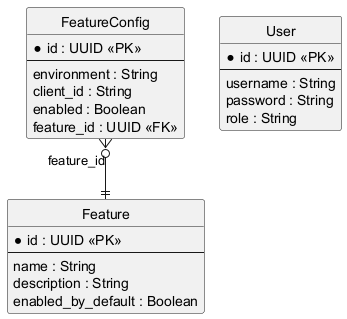 FeatureConfig
id : UUID «PK»
environment : String
client_id : String
enabled : Boolean
feature_id : UUID «FK»
User
id : UUID «PK»
username : String
password : String
role : String
feature_id
Feature
id : UUID «PK»
name : String
description : String
enabled_by_default : Boolean